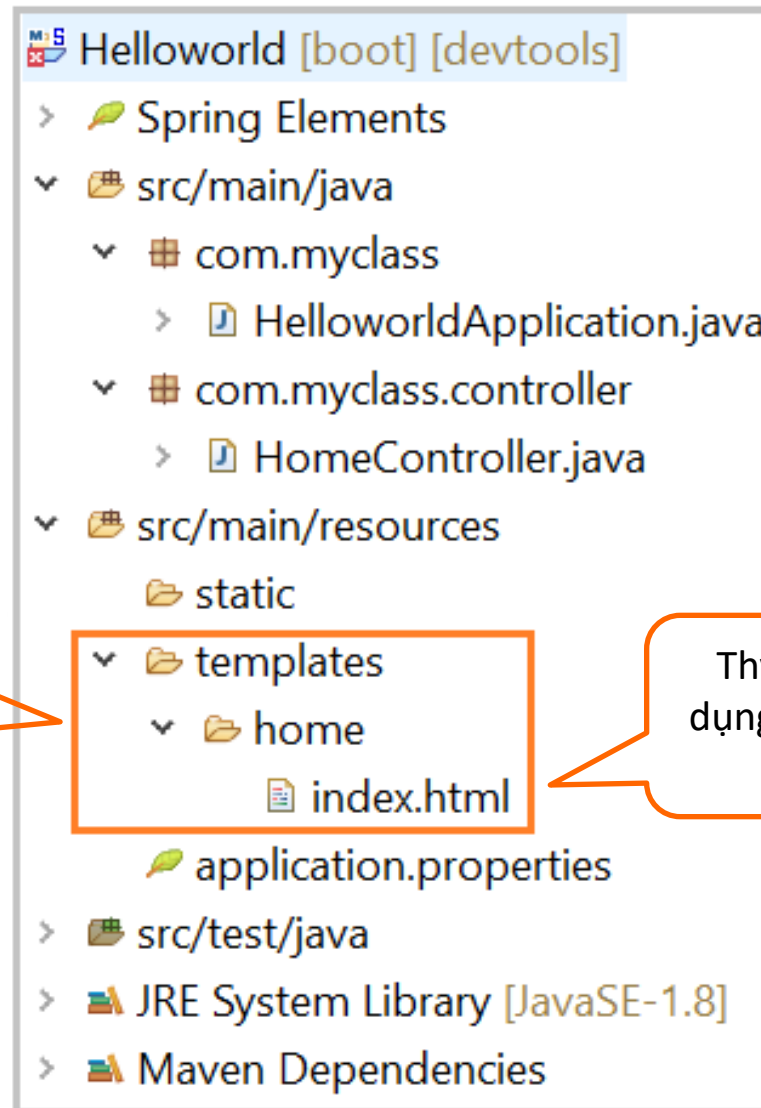 Helloworld [boot] [devtools]
Spring Elements
src/main/java
com.myclass
HelloworldApplication.java
com.myclass.controller
HomeController.java
src/main/resources
static
templates
home
index.html
application.properties
src/test/java
JRE System Library [JavaSE-1.8]
Maven Dependencies